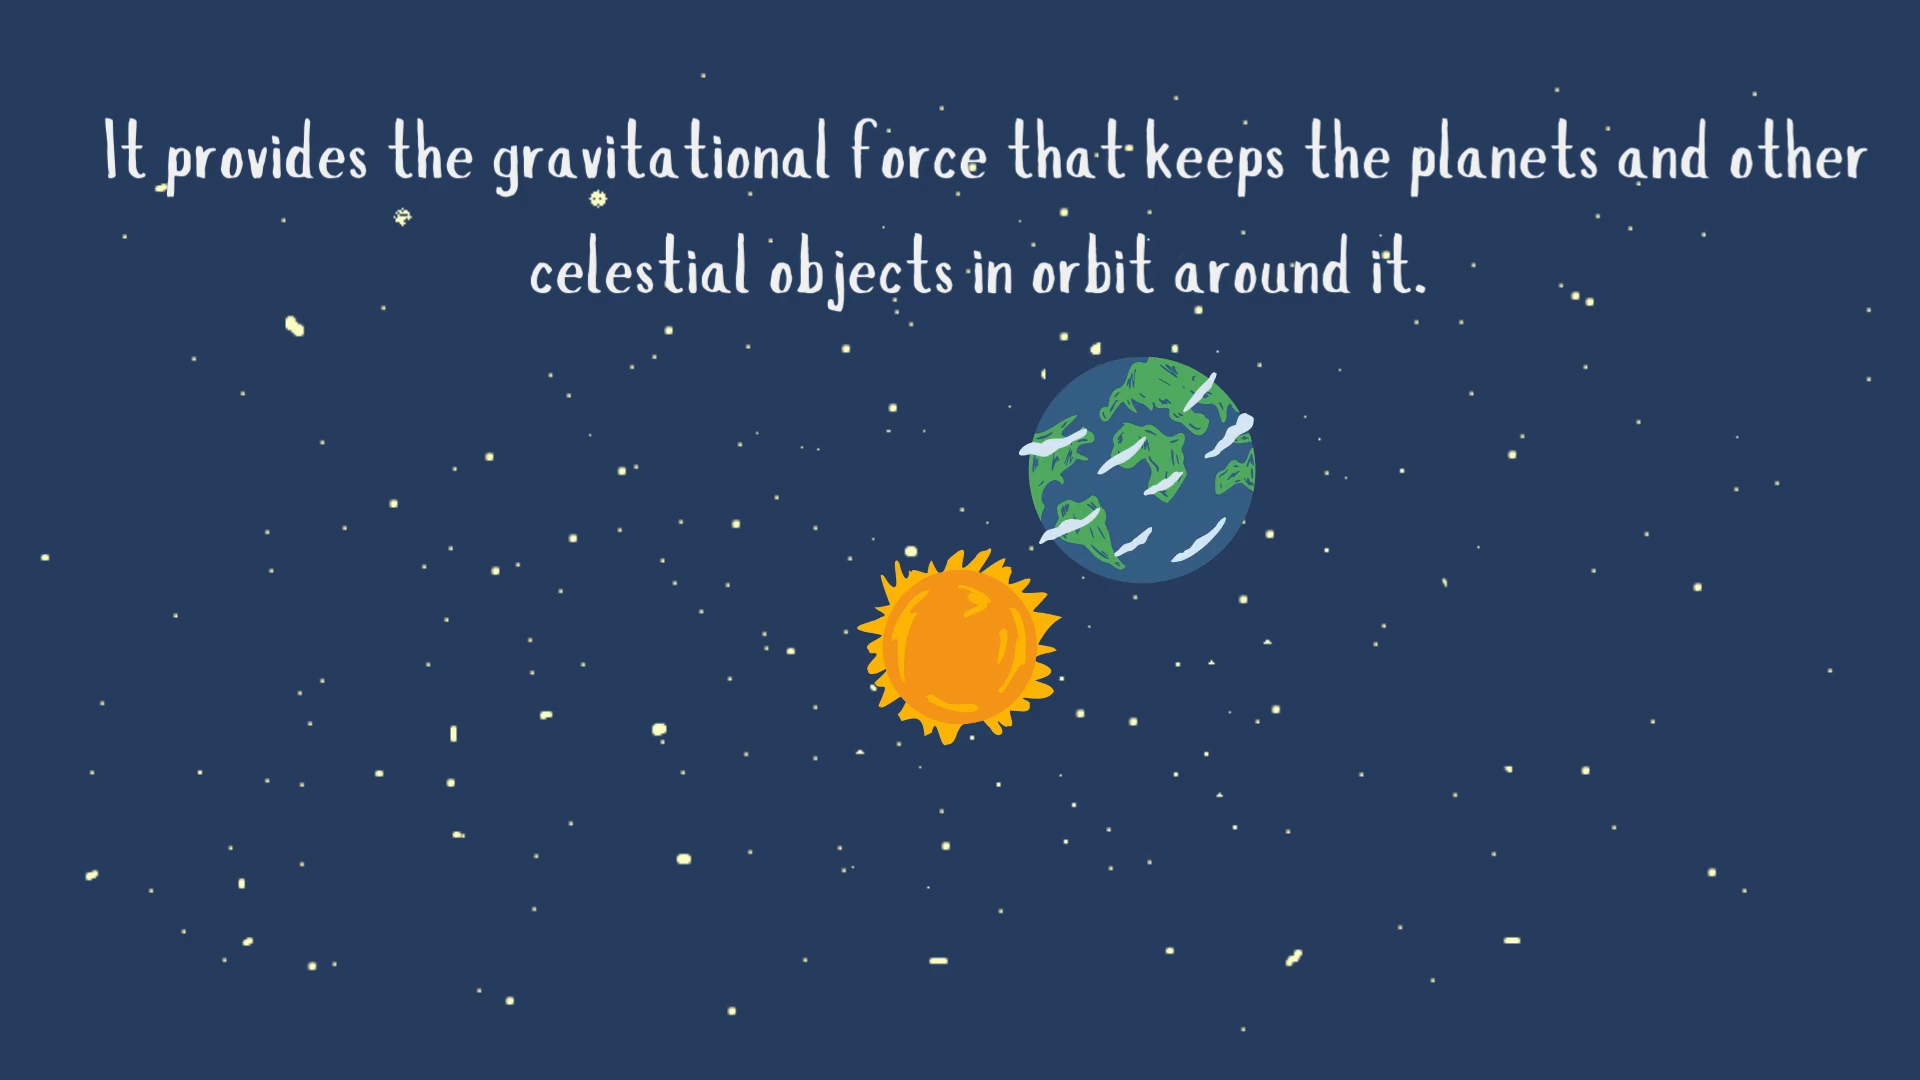 It provides the gravitational force that keeps the planets and other
celestial objects in orbit around it.